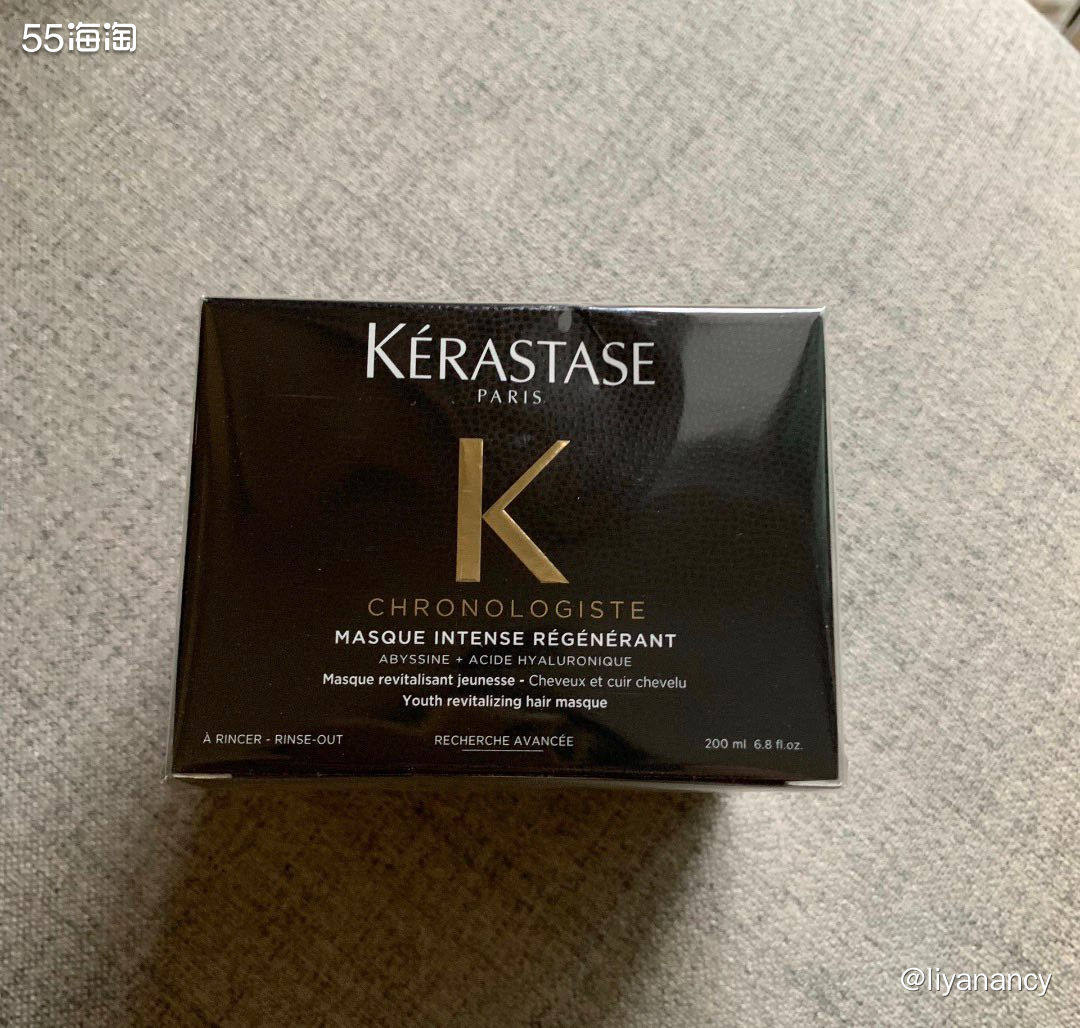 55海淘
KÉRASTASE
PARIS
K
CHRONOLOGISTE
MASQUE INTENSE RÉGÉNÉRANT
ABYSSINE + ACIDE HYALURONIQUE
Masque revitalisant jeunesse - Cheveux et cuir chevelu
Youth revitalizing hair masque
À RINCER - RINSE-OUT
RECHERCHE AVANCÉE
200 ml 6.8 fl.oz.
@liyanancy